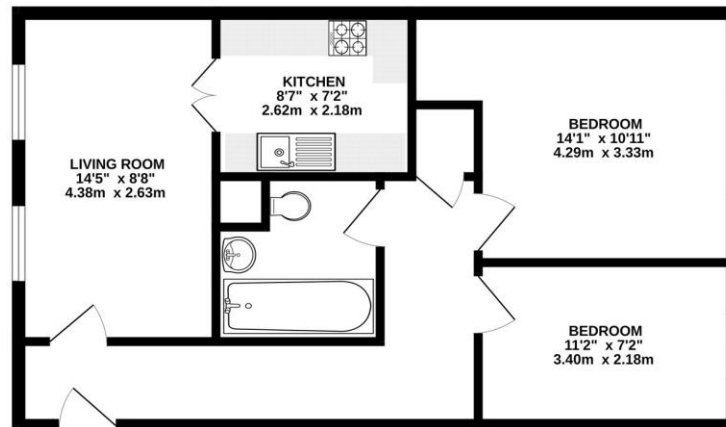 KITCHEN
8'7" x 7'2"
2.62m x 2.18m
LIVING ROOM
14'5" x 8'8"
4.38m x 2.63m
BEDROOM
14'1" x 10'11"
4.29m x 3.33m
BEDROOM
11'2" x 7'2"
3.40m x 2.18m